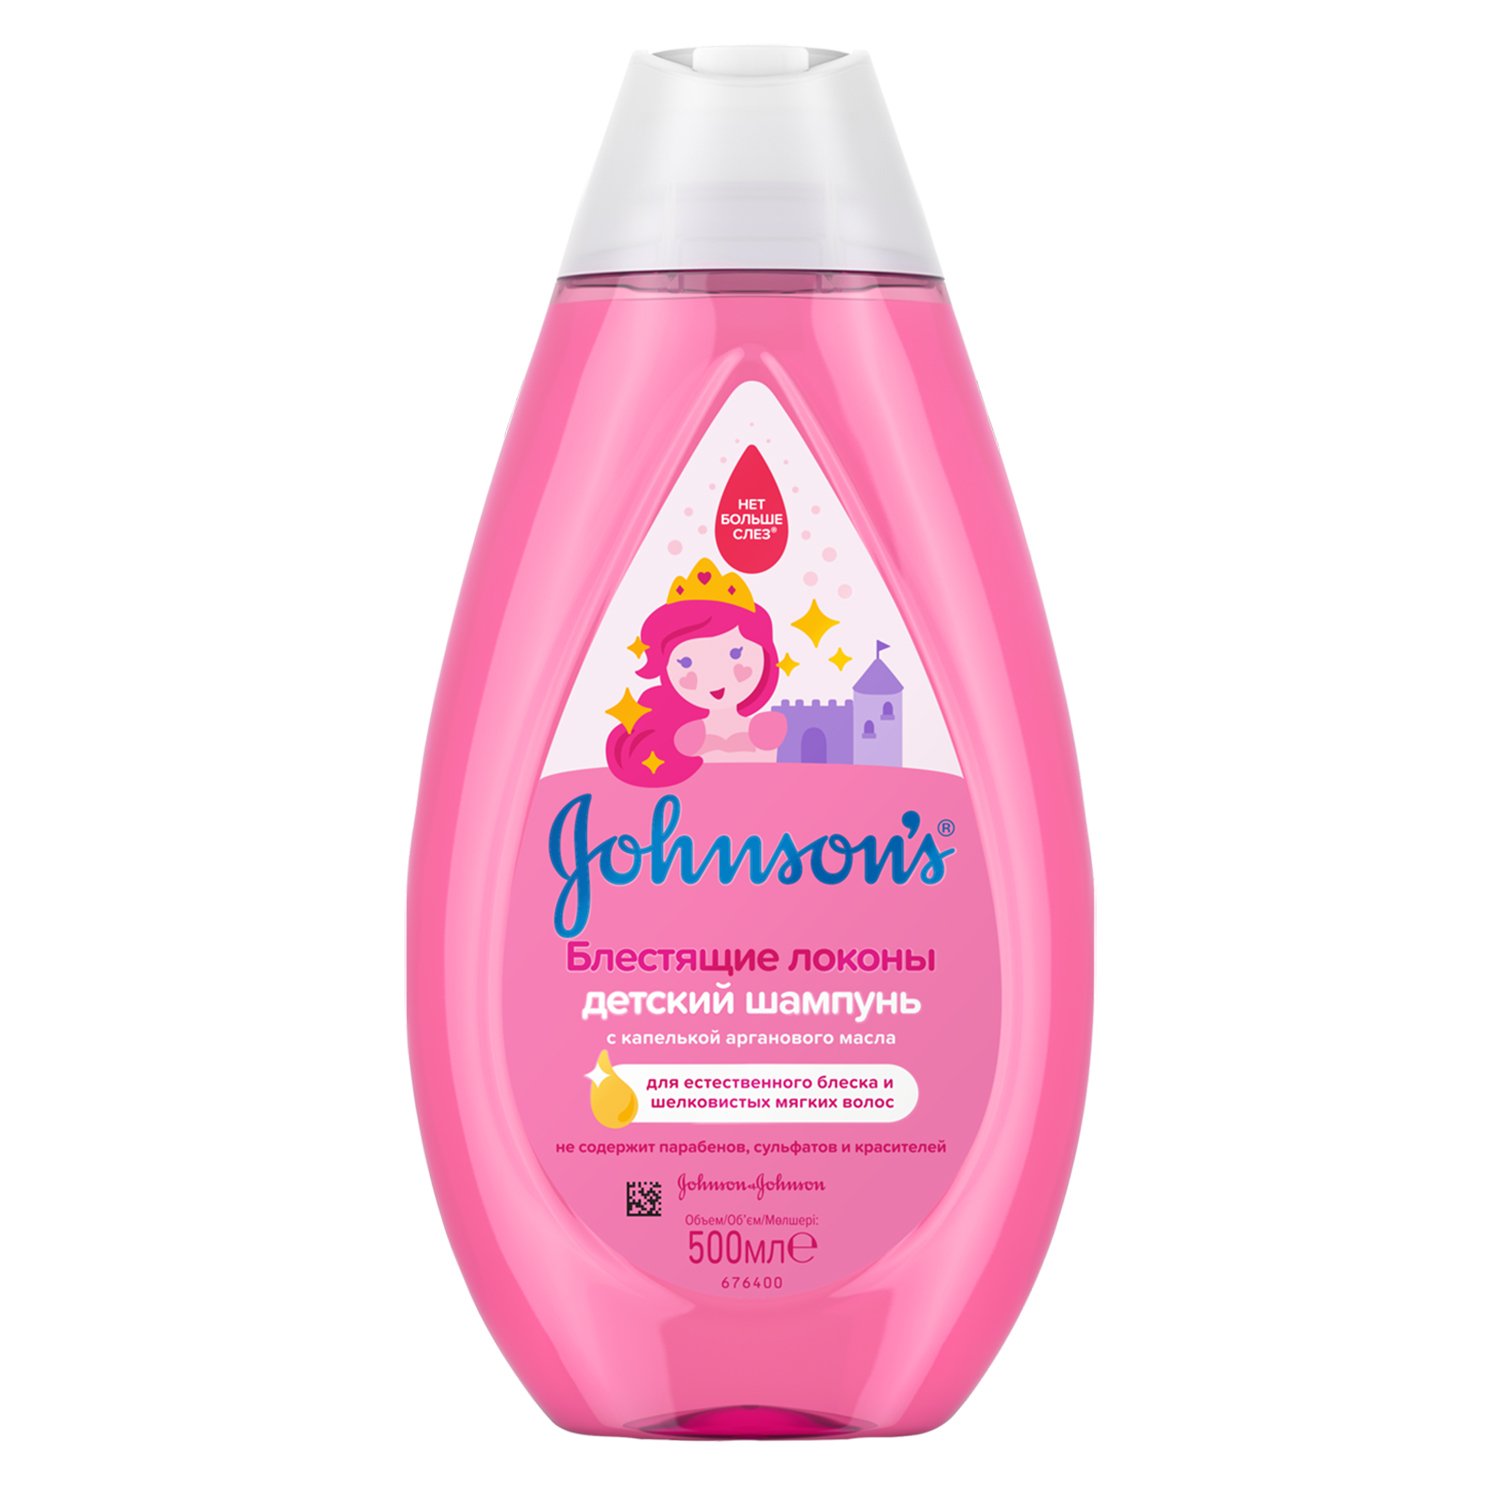 НЕТ
БОЛЬШЕ
СЛЕЗ®
Johnson's®
Блестящие локоны
детский шампунь
с капелькой арганового масла
для естественного блеска и
шелковистых мягких волос
не содержит парабенов, сульфатов и красителей
Johnson & Johnson
Объем/Об'єм/Мөлшері:
500мл℮
676400